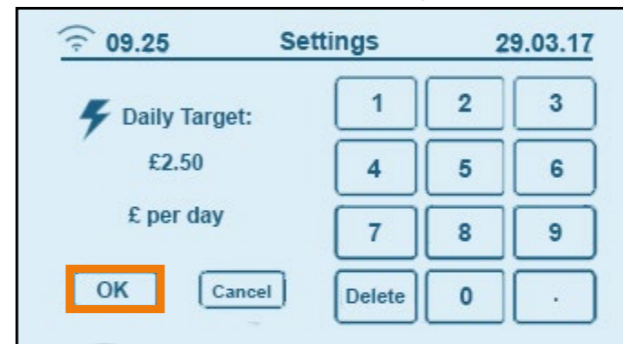 09.25 Settings 29.03.17
Daily Target:
£2.50
£ per day
OK Cancel
1 2 3
4 5 6
7 8 9
Delete 0 .